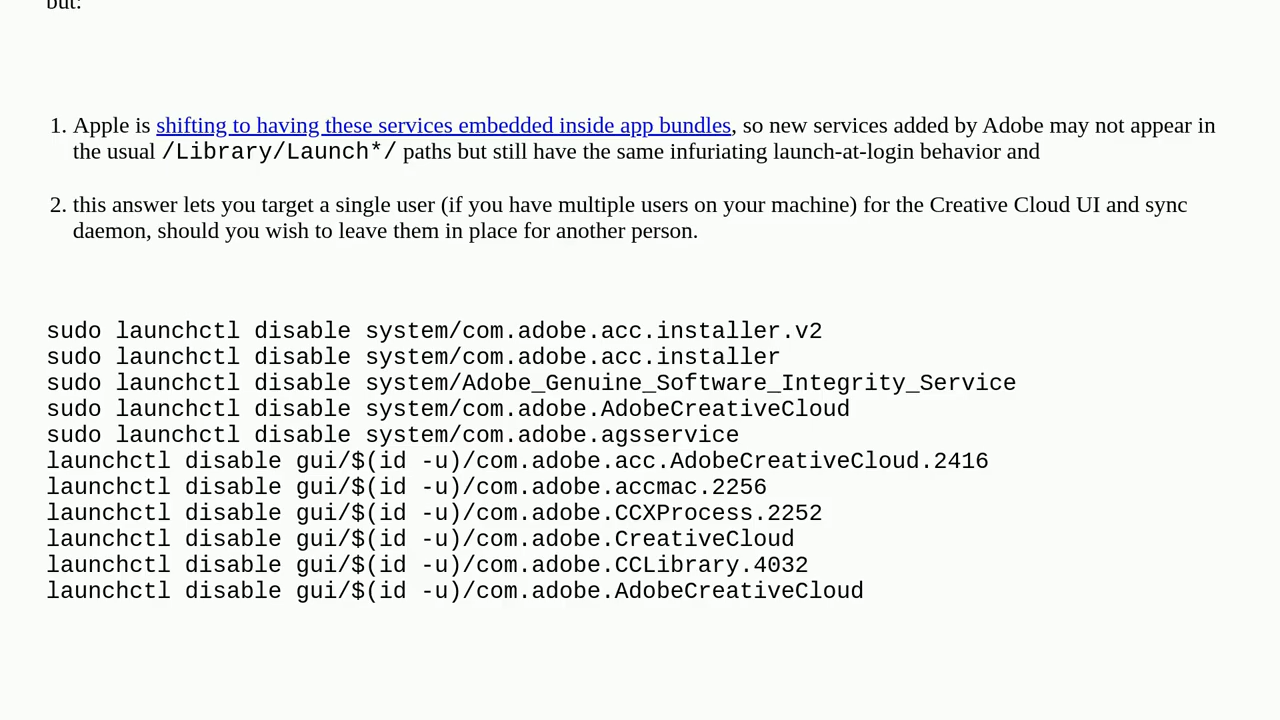 but:
1. Apple is shifting to having these services embedded inside app bundles, so new services added by Adobe may not appear in
the usual /Library/Launch*/ paths but still have the same infuriating launch-at-login behavior and
2. this answer lets you target a single user (if you have multiple users on your machine) for the Creative Cloud UI and sync
daemon, should you wish to leave them in place for another person.
sudo launchctl disable system/com.adobe.acc.installer.v2
sudo launchctl disable system/com.adobe.acc.installer
sudo launchctl disable system/Adobe_Genuine_Software_Integrity_Service
sudo launchctl disable system/com.adobe.AdobeCreativeCloud
sudo launchctl disable system/com.adobe.agsservice
launchctl disable gui/$(id -u)/com.adobe.acc.AdobeCreativeCloud.2416
launchctl disable gui/$(id -u)/com.adobe.accmac.2256
launchctl disable gui/$(id -u)/com.adobe.CCXProcess.2252
launchctl disable gui/$(id -u)/com.adobe.CreativeCloud
launchctl disable gui/$(id -u)/com.adobe.CCLibrary.4032
launchctl disable gui/$(id -u)/com.adobe.AdobeCreativeCloud